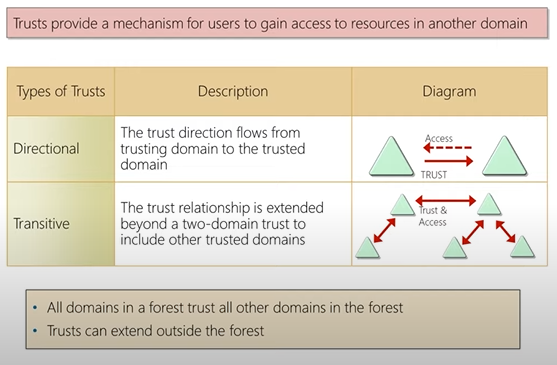 Trusts provide a mechanism for users to gain access to resources in another domain
Types of Trusts
Description
Diagram
Directional
The trust direction flows from
trusting domain to the trusted
domain
Access
TRUST
Transitive
The trust relationship is extended
beyond a two-domain trust to
include other trusted domains
Trust &
Access
• All domains in a forest trust all other domains in the forest
• Trusts can extend outside the forest